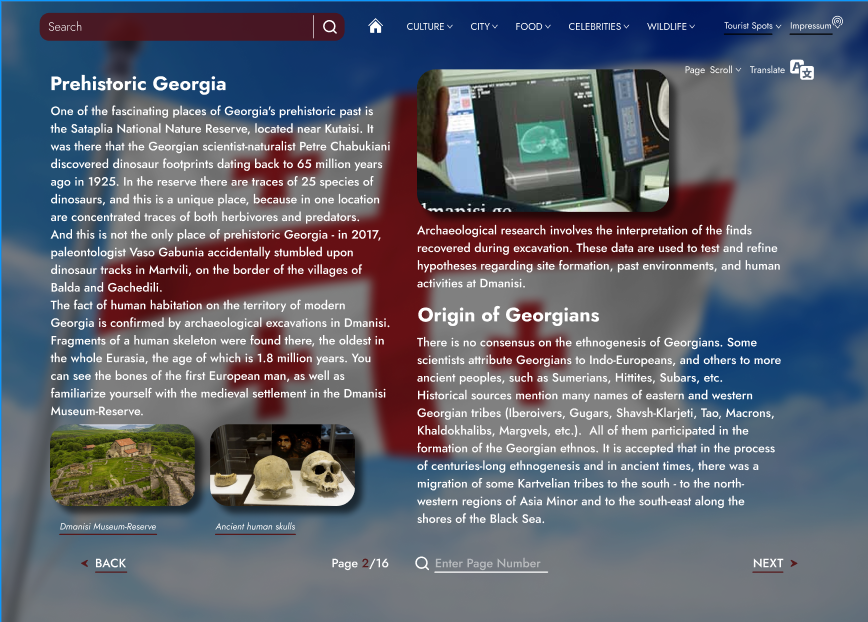 Search
CULTURE
CITY
FOOD
CELEBRITIES
WILDLIFE
Tourist Spots
Impressum
Page Scroll
Translate
Prehistoric Georgia
One of the fascinating places of Georgia's prehistoric past is
the Sataplia National Nature Reserve, located near Kutaisi. It
was there that the Georgian scientist-naturalist Petre Chabukiani
discovered dinosaur footprints dating back to 65 million years
ago in 1925. In the reserve there are traces of 25 species of
dinosaurs, and this is a unique place, because in one location
are concentrated traces of both herbivores and predators.
And this is not the only place of prehistoric Georgia - in 2017,
paleontologist Vaso Gabunia accidentally stumbled upon
dinosaur tracks in Martvili, on the border of the villages of
Balda and Gachedili.
The fact of human habitation on the territory of modern
Georgia is confirmed by archaeological excavations in Dmanisi.
Fragments of a human skeleton were found there, the oldest in
the whole Eurasia, the age of which is 1.8 million years. You
can see the bones of the first European man, as well as
familiarize yourself with the medieval settlement in the Dmanisi
Museum-Reserve.
Dmanisi Museum-Reserve
Ancient human skulls
dmanisi.ge
Archaeological research involves the interpretation of the finds
recovered during excavation. These data are used to test and refine
hypotheses regarding site formation, past environments, and human
activities at Dmanisi.
Origin of Georgians
There is no consensus on the ethnogenesis of Georgians. Some
scientists attribute Georgians to Indo-Europeans, and others to more
ancient peoples, such as Sumerians, Hittites, Subars, etc.
Historical sources mention many names of eastern and western
Georgian tribes (Iberoivers, Gugars, Shavsh-Klarjeti, Tao, Macrons,
Khaldokhalibs, Margvels, etc.). All of them participated in the
formation of the Georgian ethnos. It is accepted that in the process
of centuries-long ethnogenesis and in ancient times, there was a
migration of some Kartvelian tribes to the south - to the north-
western regions of Asia Minor and to the south-east along the
shores of the Black Sea.
BACK
Page 2/16
Enter Page Number
NEXT